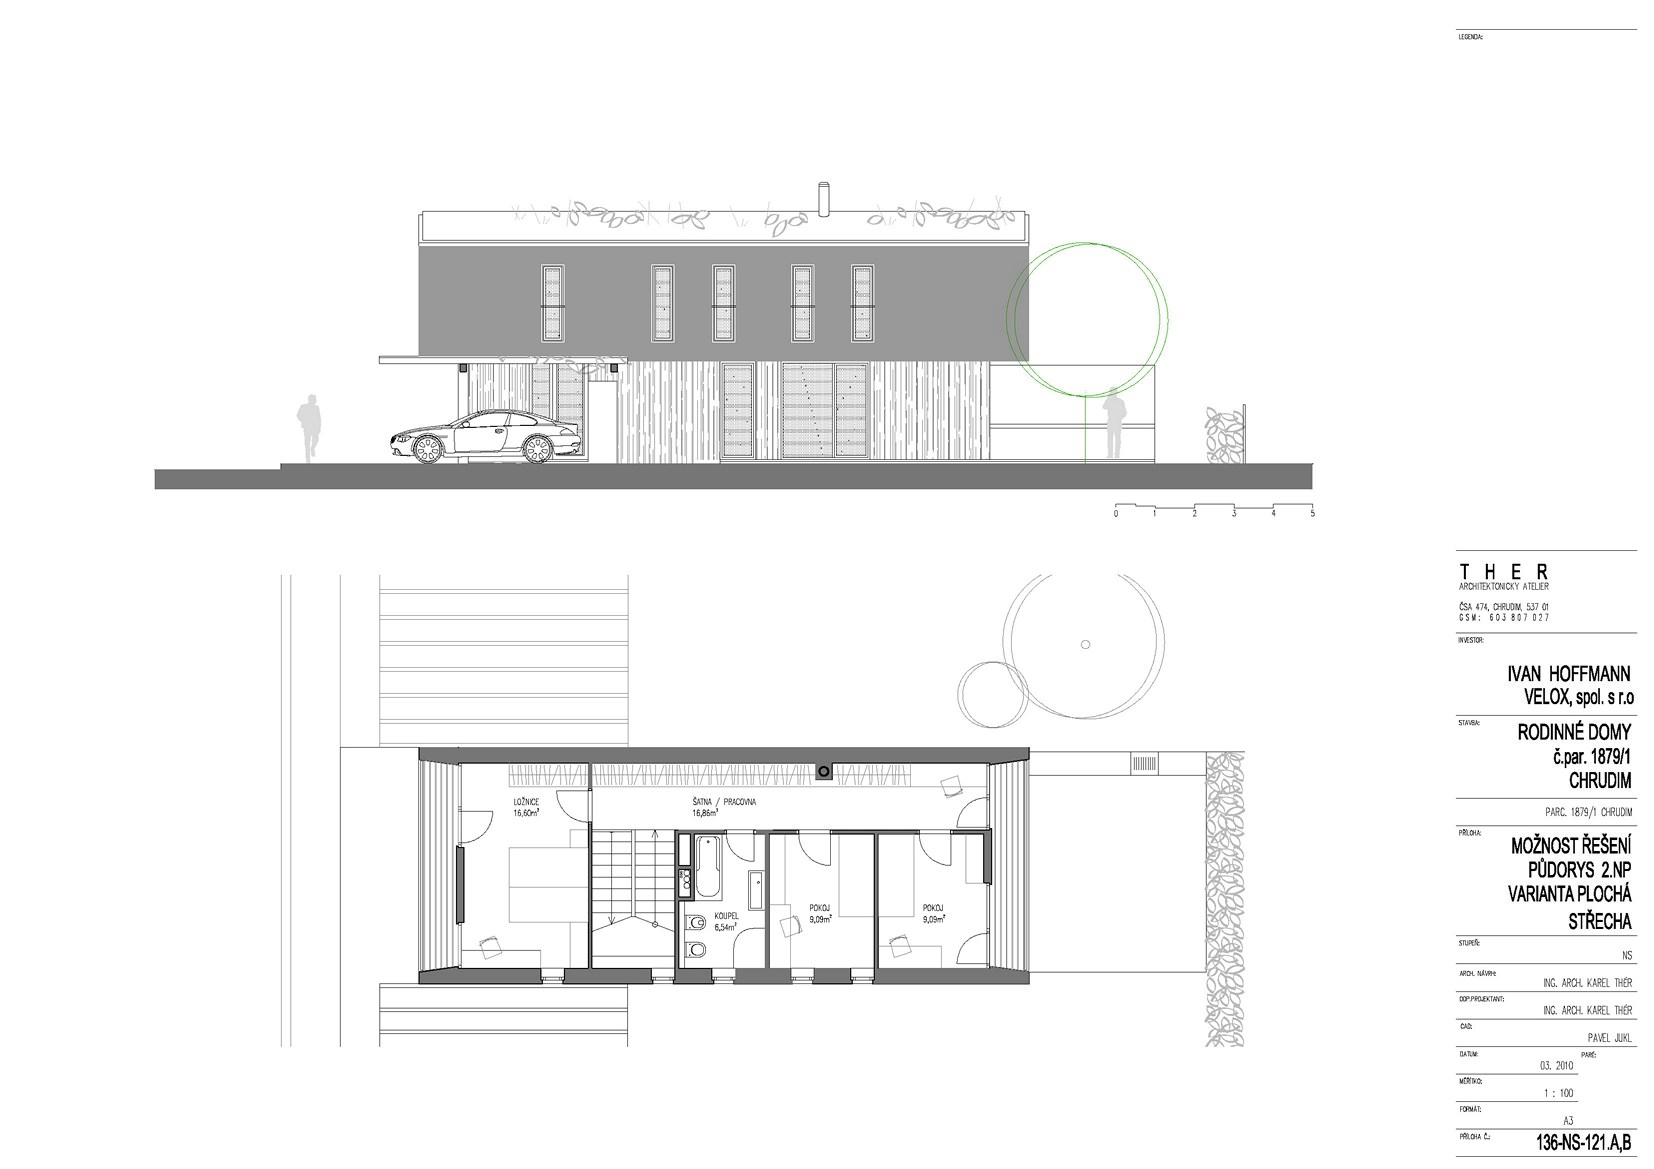 LEGENDA:
0 1 2 3 4 5
LOŽNICE
16,60m²
ŠATNA / PRACOVNA
16,86m²
KOUPEL
6,54m²
POKOJ
9,09m²
POKOJ
9,09m²
T H E R
ARCHITEKTONICKÝ ATELIER
ČSA 474, CHRUDIM, 537 01
GSM: 603 807 027
INVESTOR:
IVAN HOFFMANN
VELOX, spol. s r.o
STAVBA:
RODINNÉ DOMY
č.par. 1879/1
CHRUDIM
PARC. 1879/1 CHRUDIM
PŘÍLOHA:
MOŽNOST ŘEŠENÍ
PŮDORYS 2.NP
VARIANTA PLOCHÁ
STŘECHA
STUPEŇ:
NS
ARCH. NÁVRH:
ING. ARCH. KAREL THÉR
ODP.PROJEKTANT:
ING. ARCH. KAREL THÉR
CAD:
PAVEL JUKL
DATUM:
03. 2010
PARÉ:
MĚŘÍTKO:
1 : 100
FORMÁT:
A3
PŘÍLOHA Č.:
136-NS-121.A,B